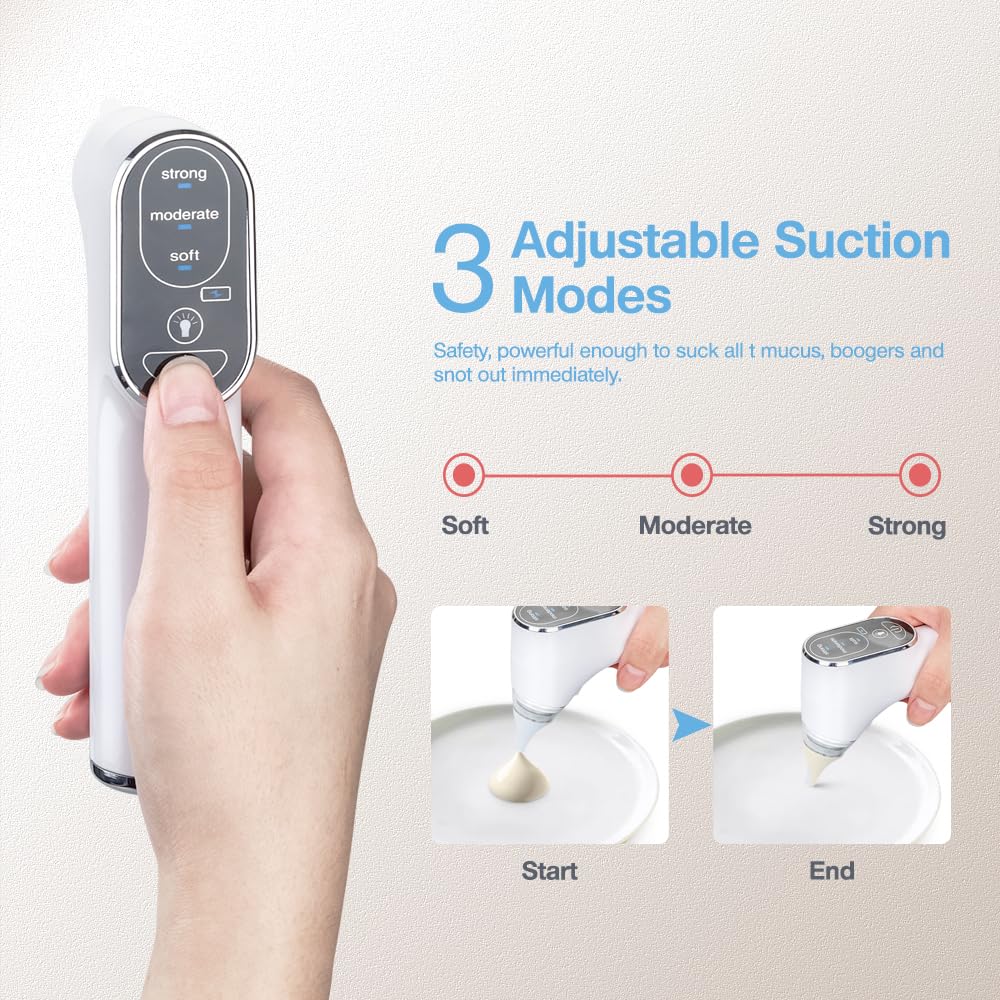 strong
moderate
soft
3 Adjustable Suction
Modes
Safety, powerful enough to suck all t mucus, boogers and
snot out immediately.
Soft Moderate Strong
Start End